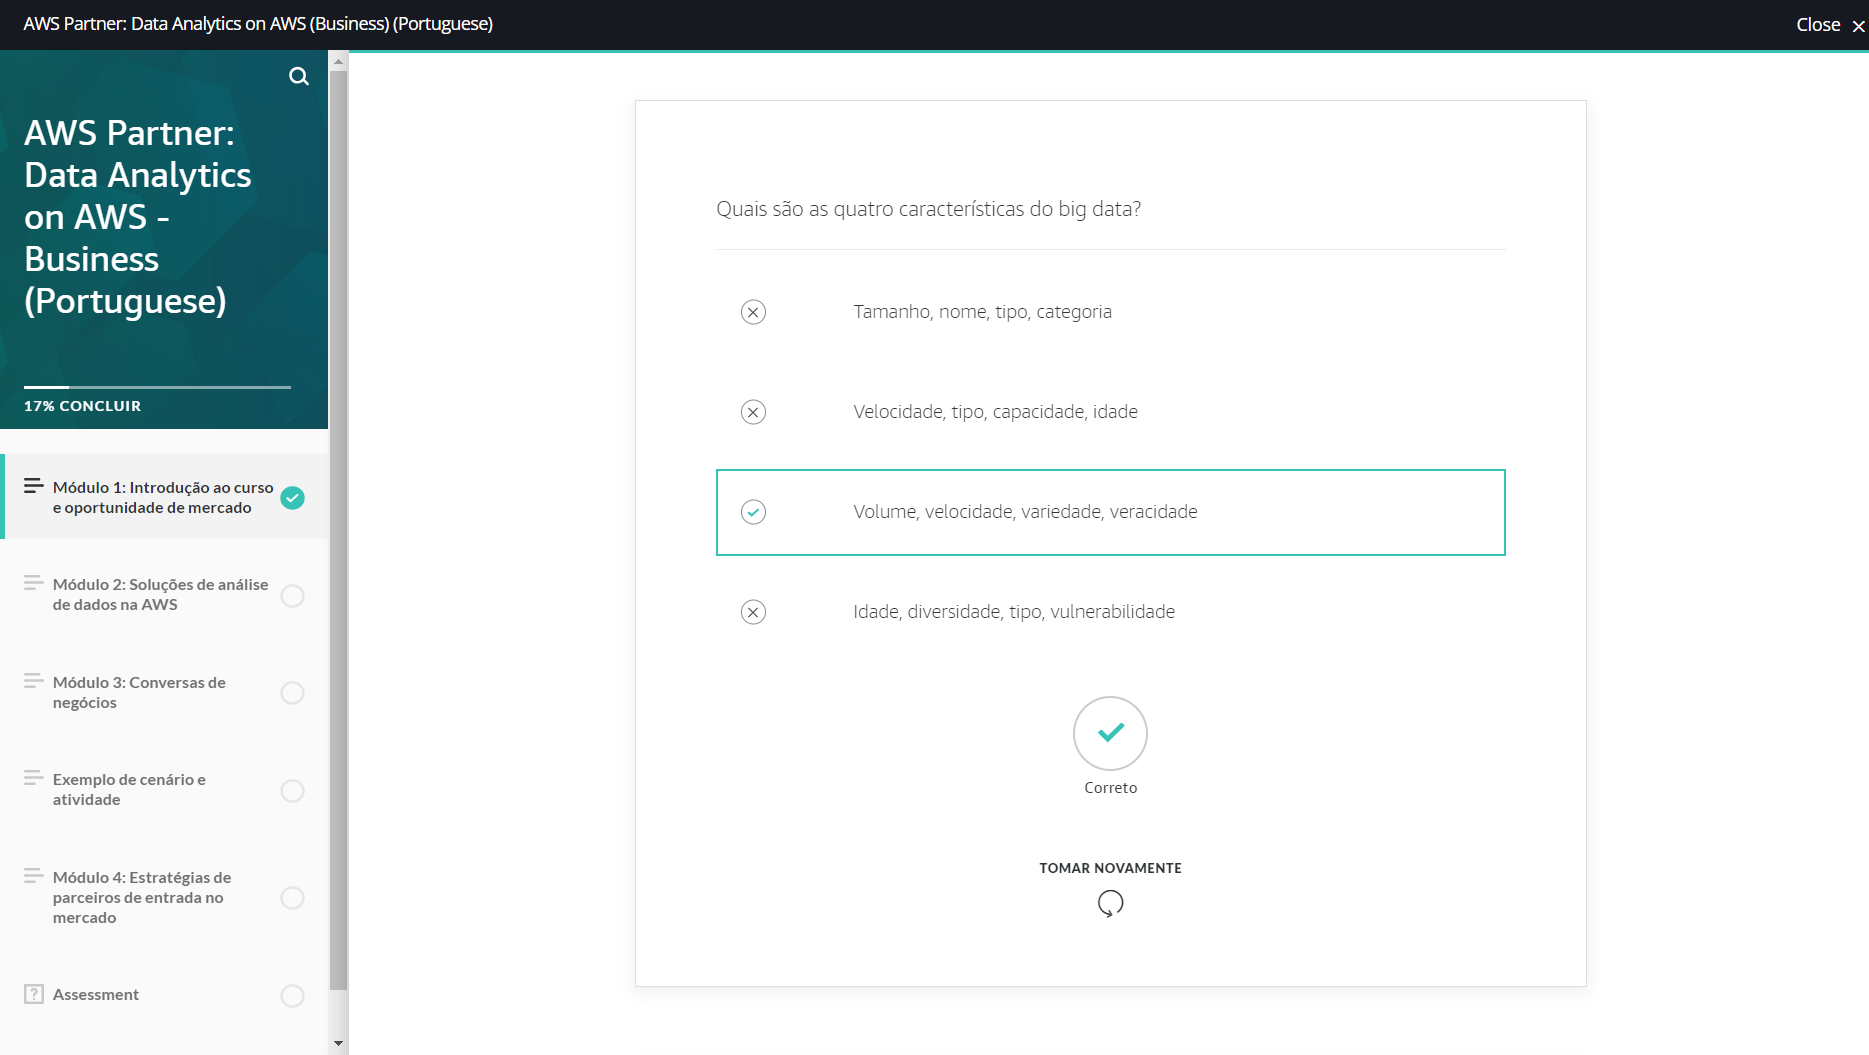 AWS Partner: Data Analytics on AWS (Business) (Portuguese)
Close
AWS Partner:
Data Analytics
on AWS -
Business
(Portuguese)
17% CONCLUIR
Módulo 1: Introdução ao curso
e oportunidade de mercado
Módulo 2: Soluções de análise
de dados na AWS
Módulo 3: Conversas de
negócios
Exemplo de cenário e
atividade
Módulo 4: Estratégias de
parceiros de entrada no
mercado
Assessment
Quais são as quatro características do big data?
Tamanho, nome, tipo, categoria
Velocidade, tipo, capacidade, idade
Volume, velocidade, variedade, veracidade
Idade, diversidade, tipo, vulnerabilidade
Correto
TOMAR NOVAMENTE